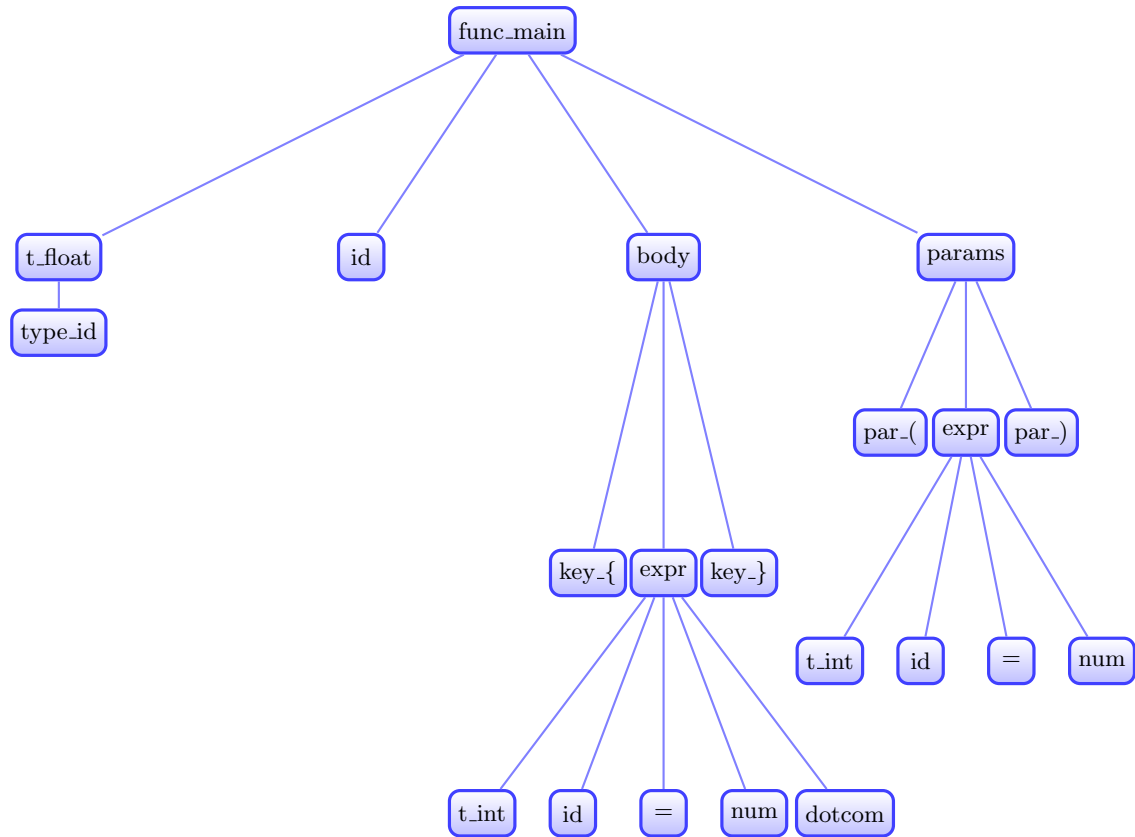 func_main
t_float
id
body
params
type_id
par_(
expr
par_)
key_{
expr
key_}
t_int
id
=
num
t_int
id
=
num
dotcom